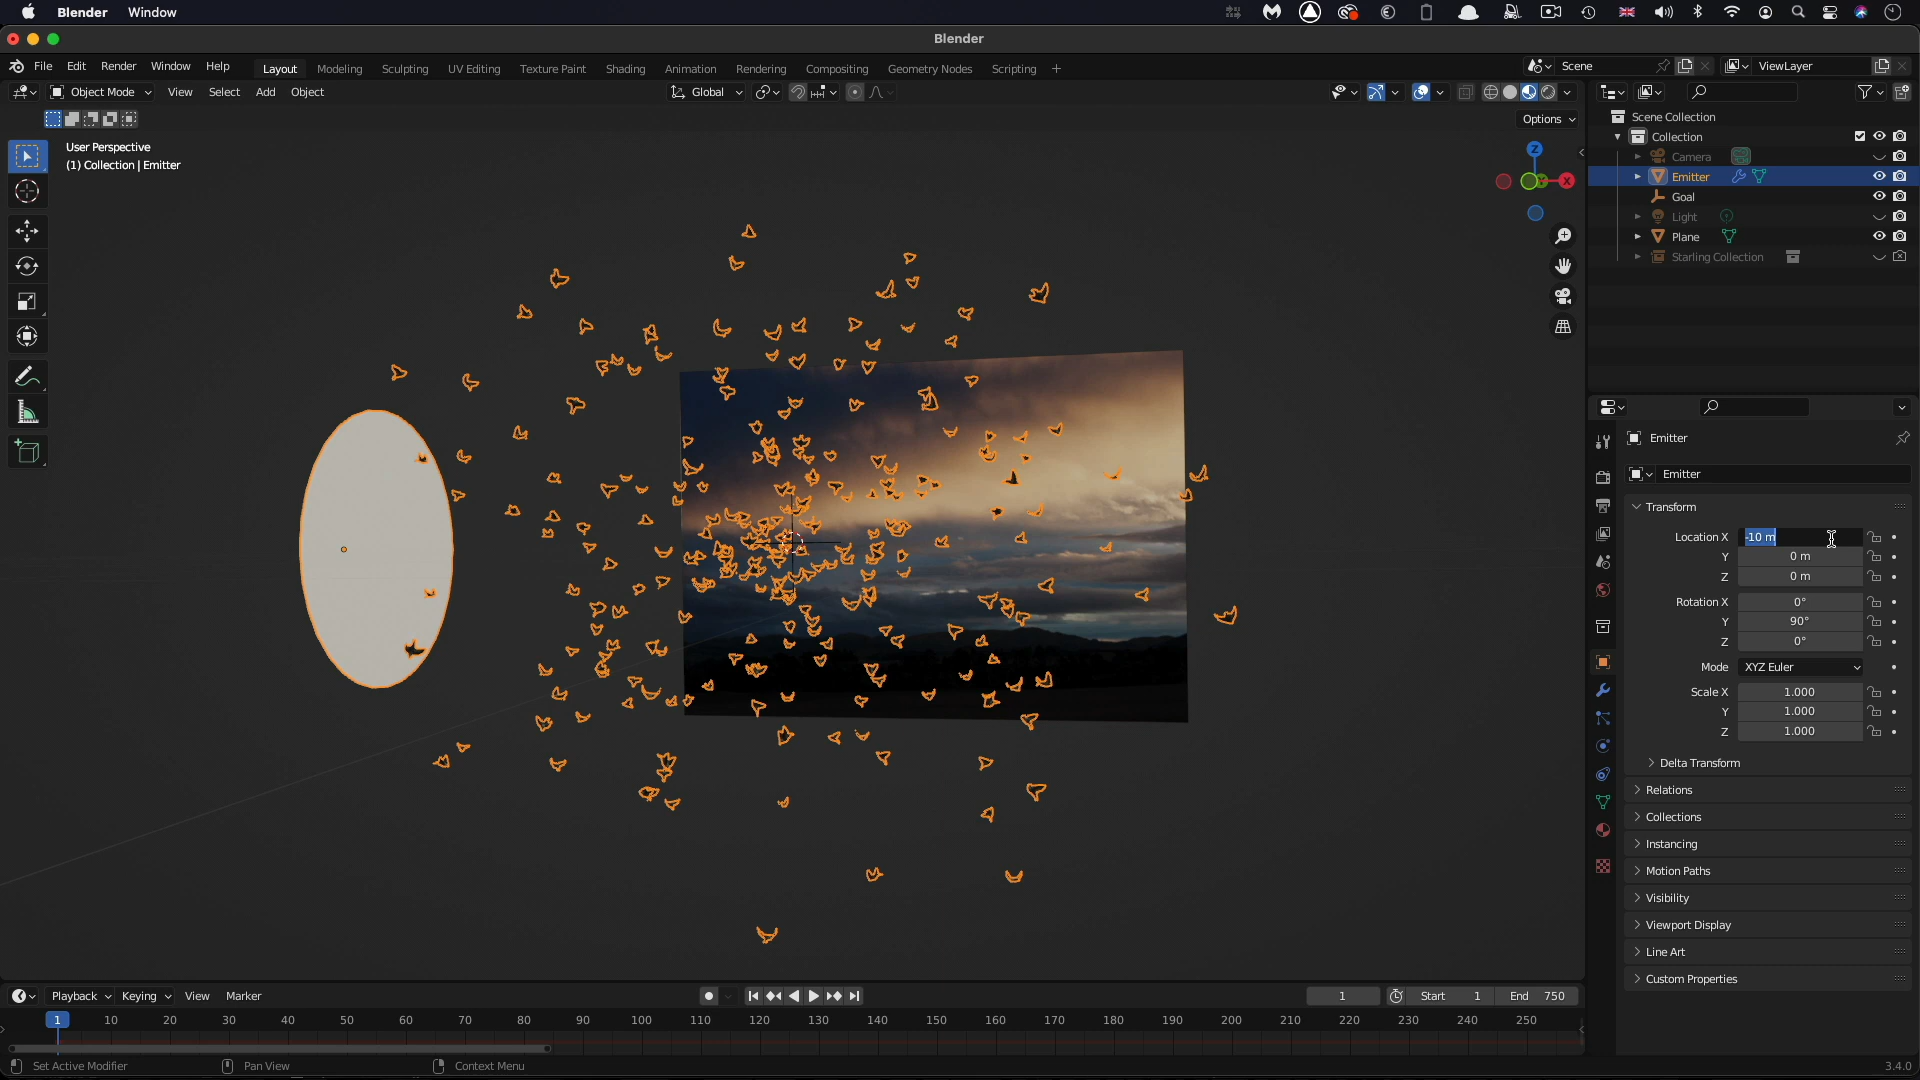 Blender Window
Blender
File Edit Render Window Help Layout Modeling Sculpting UV Editing Texture Paint Shading Animation Rendering Compositing Geometry Nodes Scripting + Scene ViewLayer
Object Mode View Select Add Object Global
Options
User Perspective
(1) Collection | Emitter
Z
Y
X
Scene Collection
Collection
Camera
Emitter
Goal
Light
Plane
Starling Collection
Emitter
Emitter
Transform
Location X -10 m
Y 0 m
Z 0 m
Rotation X 0°
Y 90°
Z 0°
Mode XYZ Euler
Scale X 1.000
Y 1.000
Z 1.000
Delta Transform
Relations
Collections
Instancing
Motion Paths
Visibility
Viewport Display
Line Art
Custom Properties
Playback Keying View Marker 1 Start 1 End 750
1 10 20 30 40 50 60 70 80 90 100 110 120 130 140 150 160 170 180 190 200 210 220 230 240 250
Set Active Modifier Pan View Context Menu 3.4.0